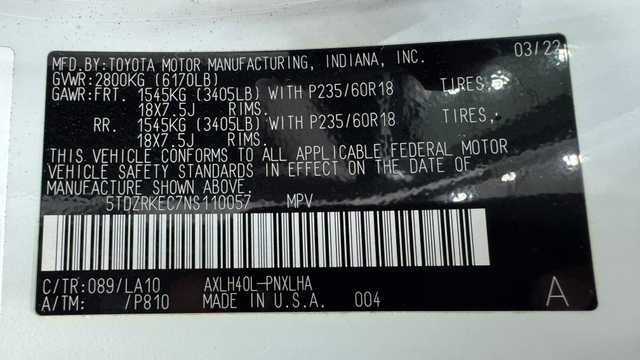 MFD.BY:TOYOTA MOTOR MANUFACTURING, INDIANA, INC. 03/22
GVWR:2800KG (6170LB)
GAWR:FRT. 1545KG (3405LB) WITH P235/60R18 TIRES,
18X7.5J RIMS.
RR. 1545KG (3405LB) WITH P235/60R18 TIRES,
18X7.5J RIMS.
THIS VEHICLE CONFORMS TO ALL APPLICABLE FEDERAL MOTOR
VEHICLE SAFETY STANDARDS IN EFFECT ON THE DATE OF
MANUFACTURE SHOWN ABOVE.
5TDZRKEC7NS110057 MPV
C/TR:089/LA10 AXLH40L-PNXLHA
A/TM: /P810 MADE IN U.S.A. 004 A